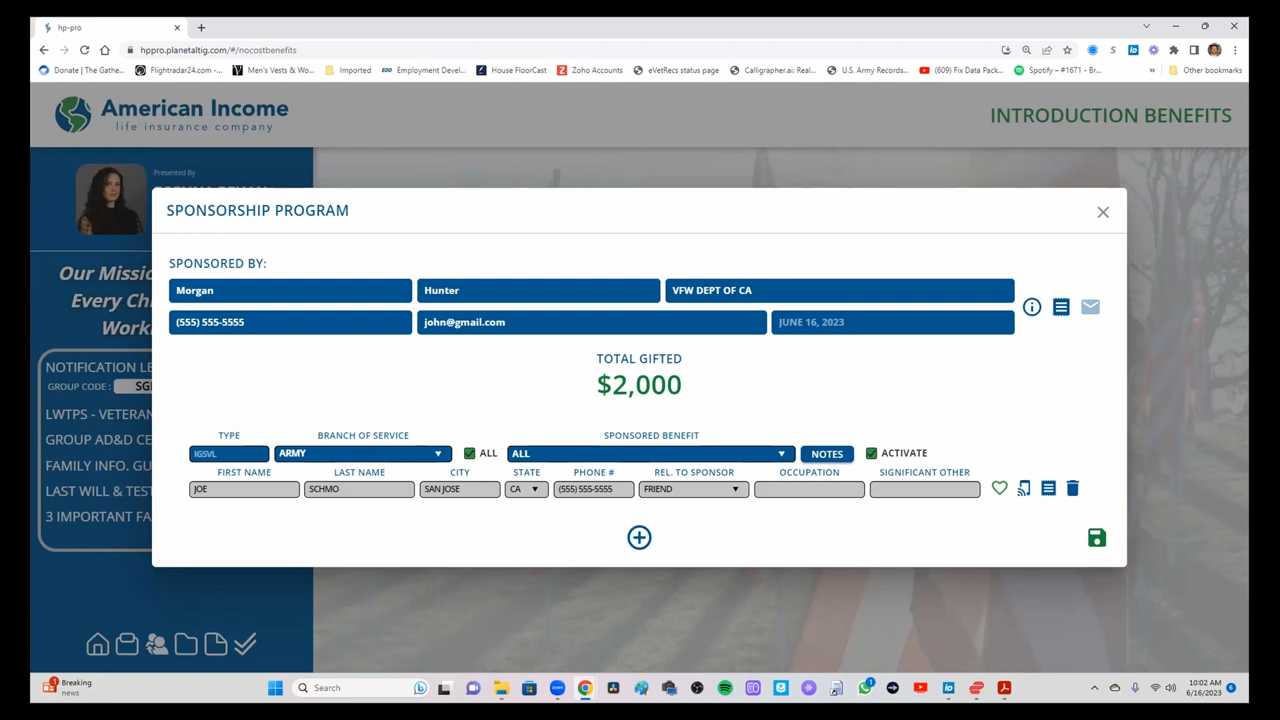 hp-pro
hppro.planetaltig.com/#/nocostbenefits
Donate | The Gathe... Flightradar24.com -... Men's Vests & Wo... Imported EDD Employment Devel... House FloorCast Zoho Accounts eVetRecs status page Calligrapher.ai: Real... U.S. Army Records... (609) Fix Data Pack... Spotify – #1671 - Br... » Other bookmarks
American Income
life insurance company
INTRODUCTION BENEFITS
Presented By
SPONSORSHIP PROGRAM
Our Missio
Every Ch
Work
NOTIFICATION LE
GROUP CODE : SG
LWTPS - VETERAN
GROUP AD&D CE
FAMILY INFO. GU
LAST WILL & TEST
3 IMPORTANT FA
SPONSORED BY:
Morgan Hunter VFW DEPT OF CA
(555) 555-5555 john@gmail.com JUNE 16, 2023
TOTAL GIFTED
$2,000
TYPE BRANCH OF SERVICE SPONSORED BENEFIT
IGSVL ARMY ALL ALL NOTES ACTIVATE
FIRST NAME LAST NAME CITY STATE PHONE # REL. TO SPONSOR OCCUPATION SIGNIFICANT OTHER
JOE SCHMO SAN JOSE CA (555) 555-5555 FRIEND
Breaking
news
Search
10:02 AM
6/16/2023